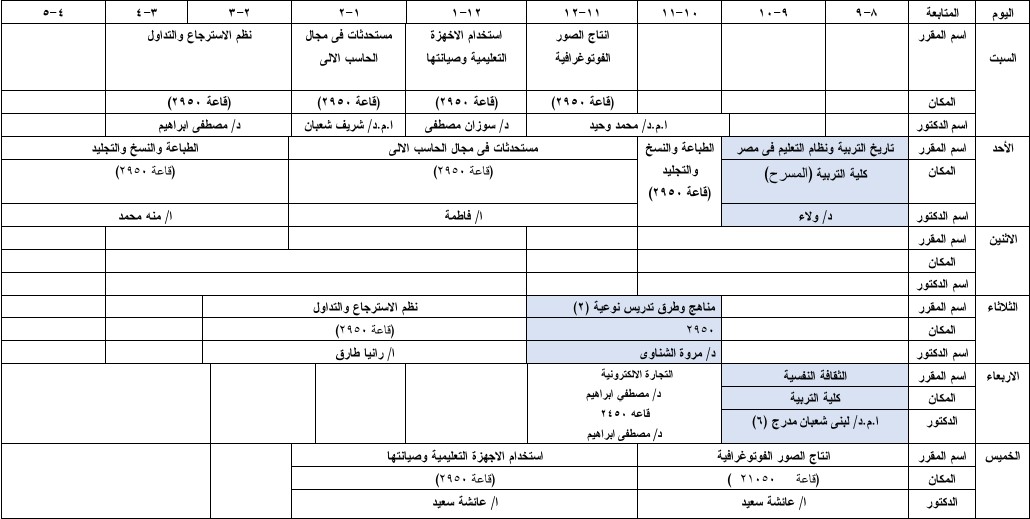 اليوم المتابعة ٨-٩ ٩-١٠ ١٠-١١ ١١-١٢ ١٢-١ ١-٢ ٢-٣ ٣-٤ ٤-٥
السبت
اسم المقرر انتاج الصور الفوتوغرافية استخدام الاخهزة التعليمية وصيانتها مستحدثات فى مجال الحاسب الالى نظم الاسترجاع والتداول
المكان (قاعة ٢٩٥٠) (قاعة ٢٩٥٠) (قاعة ٢٩٥٠) (قاعة ٢٩٥٠)
اسم الدكتور ا.م.د/ محمد وحيد د/ سوزان مصطفى ا.م.د/ شريف شعبان د/ مصطفى ابراهيم
الأحد
اسم المقرر تاريخ التربية ونظام التعليم فى مصر الطباعة والنسخ والتجليد (قاعة ٢٩٥٠) مستحدثات فى مجال الحاسب الالى الطباعة والنسخ والتجليد
المكان كلية التربية (المسرح) (قاعة ٢٩٥٠) (قاعة ٢٩٥٠)
اسم الدكتور د/ ولاء ا/ فاطمة ا/ منه محمد
الاثنين
اسم المقرر
المكان
اسم الدكتور
الثلاثاء
اسم المقرر مناهج وطرق تدريس نوعية (٢) نظم الاسترجاع والتداول
المكان ٢٩٥٠ (قاعة ٢٩٥٠)
اسم الدكتور د/ مروة الشناوى ا/ رانيا طارق
الاربعاء
اسم المقرر الثقافة النفسية التجارة الالكترونية
المكان كلية التربية د/ مصطفي ابراهيم
قاعه ٢٤٥٠
الدكتور ا.م.د/ لبنى شعبان مدرج (٦) د/ مصطفى ابراهيم
الخميس
اسم المقرر انتاج الصور الفوتوغرافية استخدام الاجهزة التعليمية وصيانتها
المكان (قاعة ٢١٠٥٠ ) (قاعة ٢٩٥٠)
الدكتور ا/ عائشة سعيد ا/ عائشة سعيد